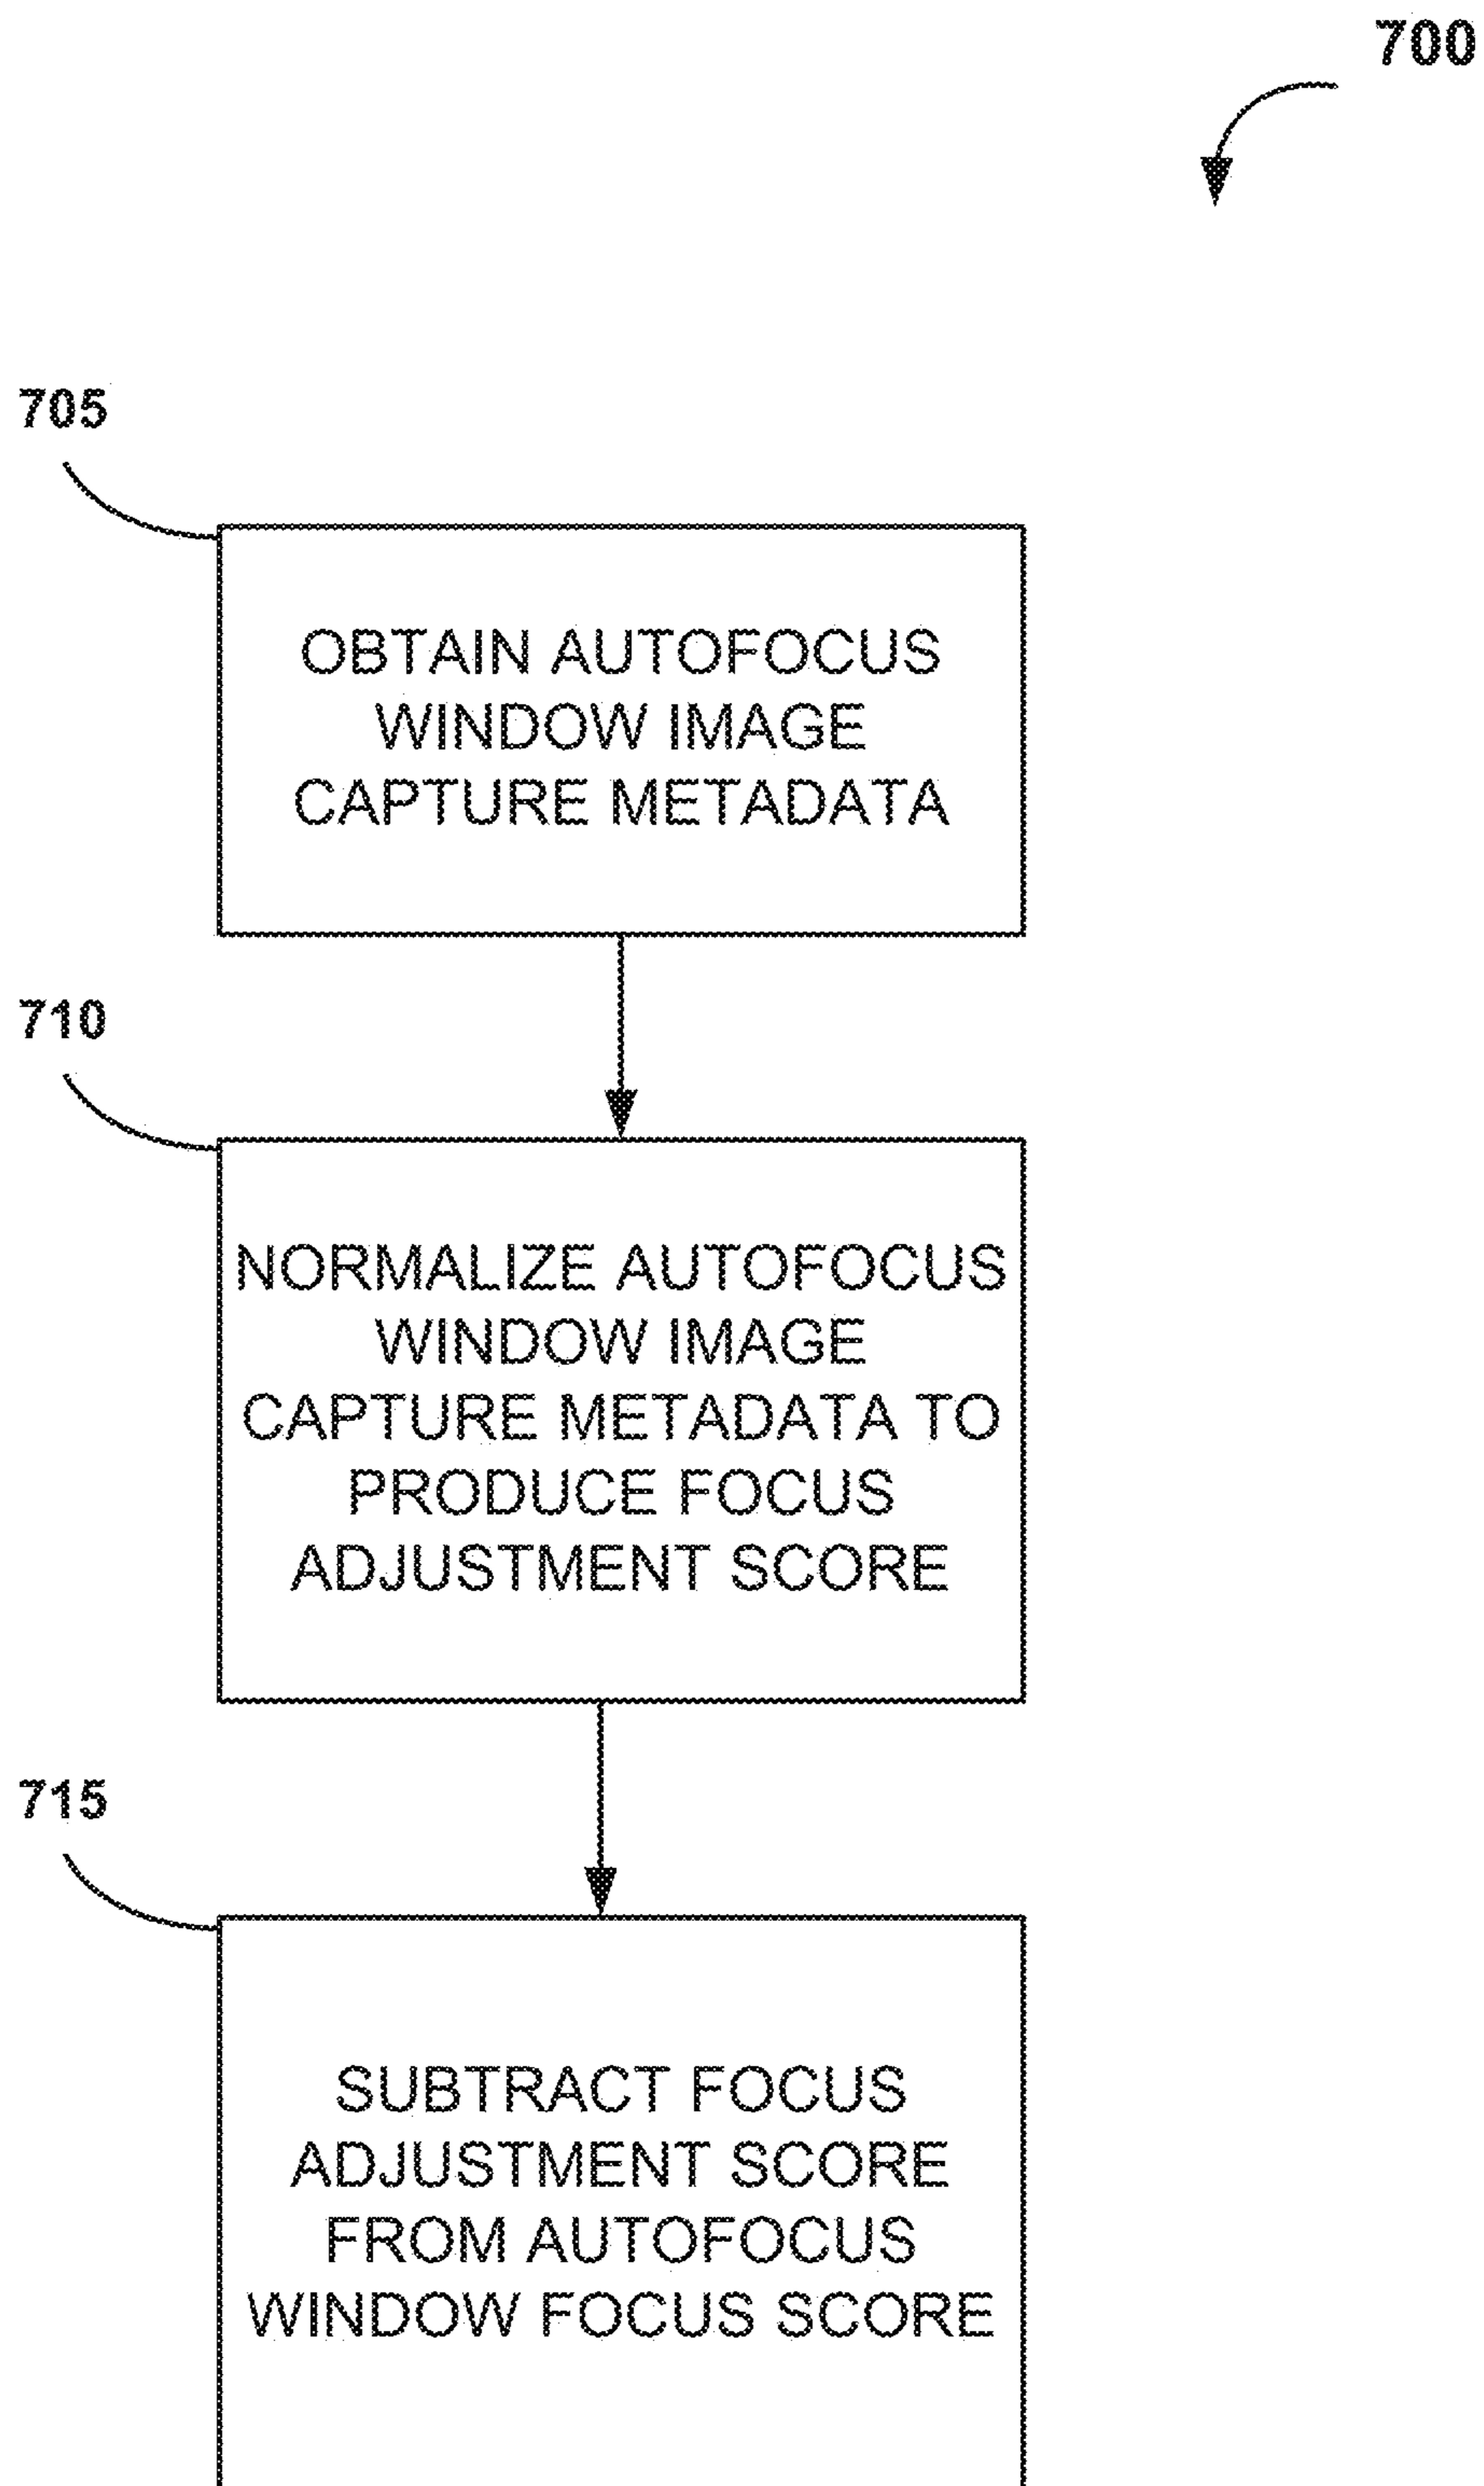 700
705
OBTAIN AUTOFOCUS
WINDOW IMAGE
CAPTURE METADATA
710
NORMALIZE AUTOFOCUS
WINDOW IMAGE
CAPTURE METADATA TO
PRODUCE FOCUS
ADJUSTMENT SCORE
715
SUBTRACT FOCUS
ADJUSTMENT SCORE
FROM AUTOFOCUS
WINDOW FOCUS SCORE